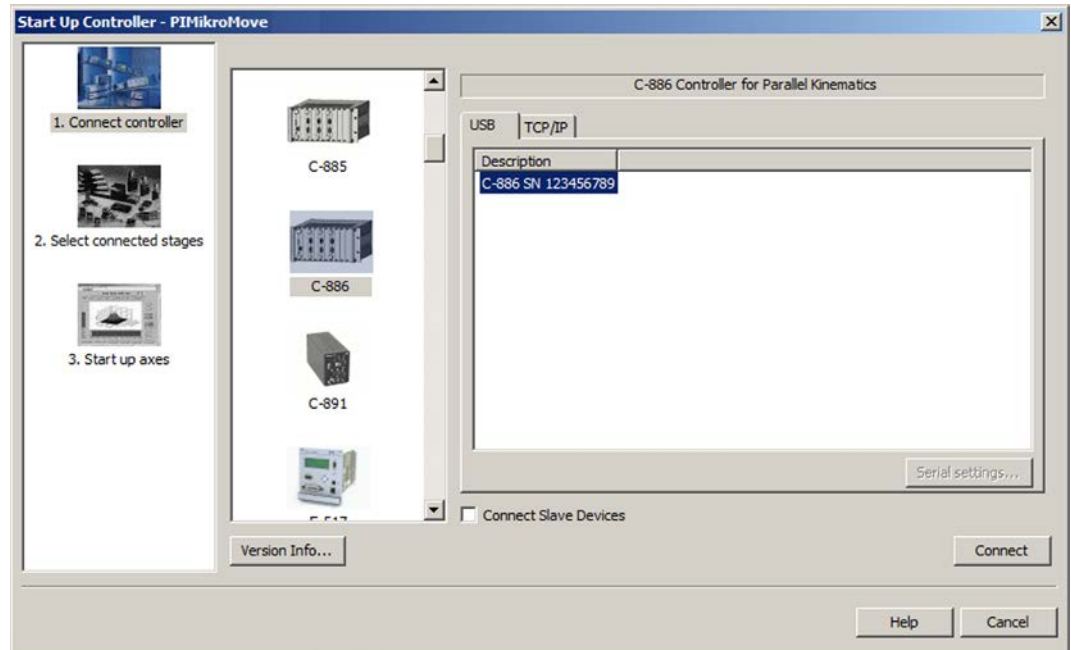 Start Up Controller - PIMikroMove
1. Connect controller
2. Select connected stages
3. Start up axes
C-885
C-886
C-891
Version Info...
C-886 Controller for Parallel Kinematics
USB
TCP/IP
Description
C-886 SN 123456789
Serial settings...
Connect Slave Devices
Connect
Help
Cancel